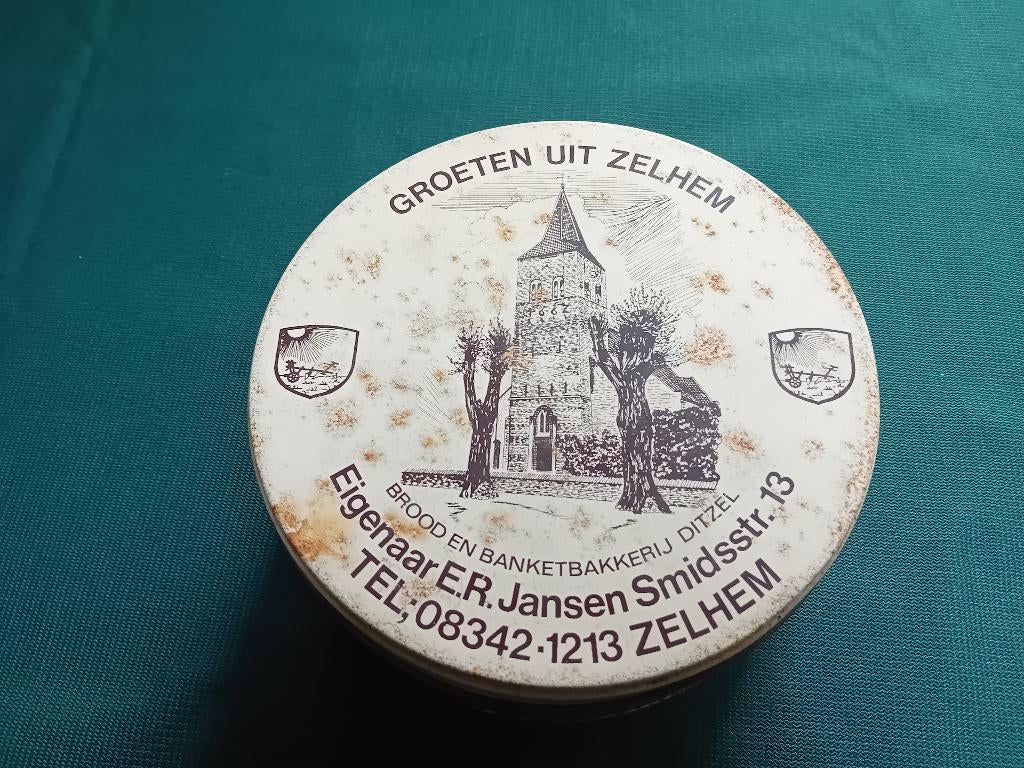 GROETEN UIT ZELHEM
BROOD EN BANKETBAKKERIJ DITZEL
Eigenaar E.R. Jansen Smidsstr. 13
TEL; 08342·1213 ZELHEM